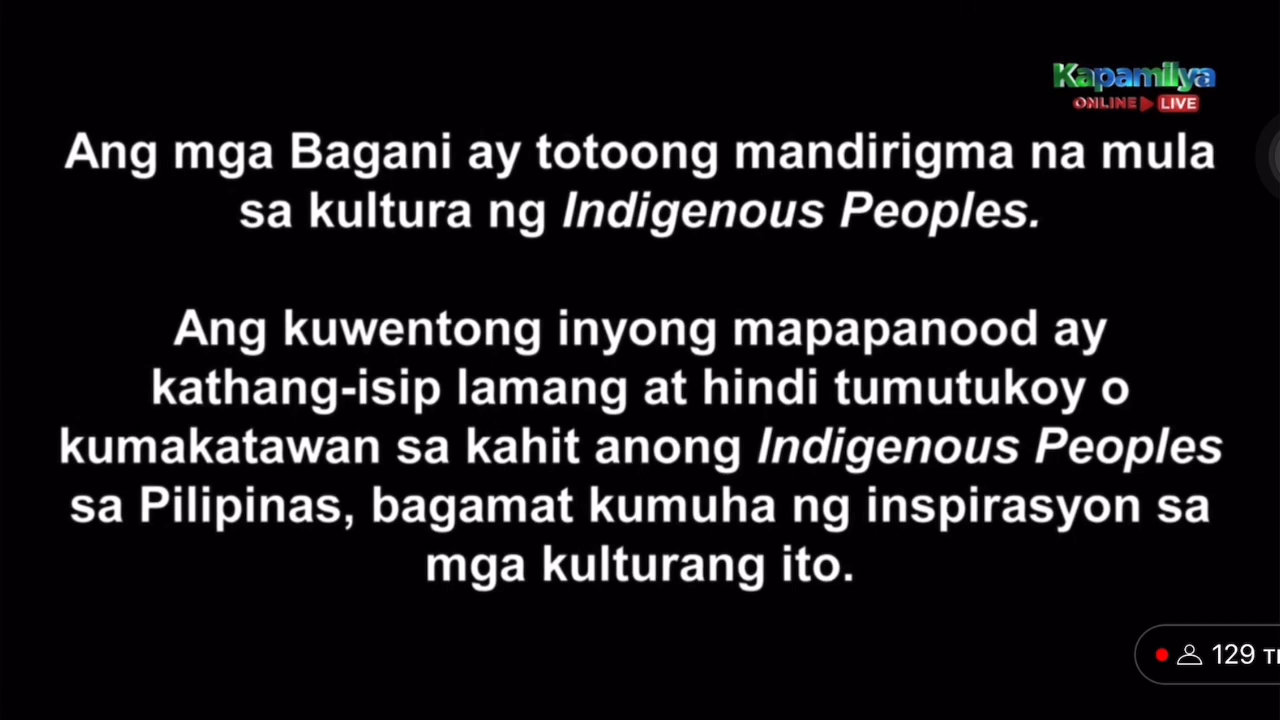 Kapamilya
ONLINE LIVE
Ang mga Bagani ay totoong mandirigma na mula
sa kultura ng Indigenous Peoples.
Ang kuwentong inyong mapapanood ay
kathang-isip lamang at hindi tumutukoy o
kumakatawan sa kahit anong Indigenous Peoples
sa Pilipinas, bagamat kumuha ng inspirasyon sa
mga kulturang ito.
129